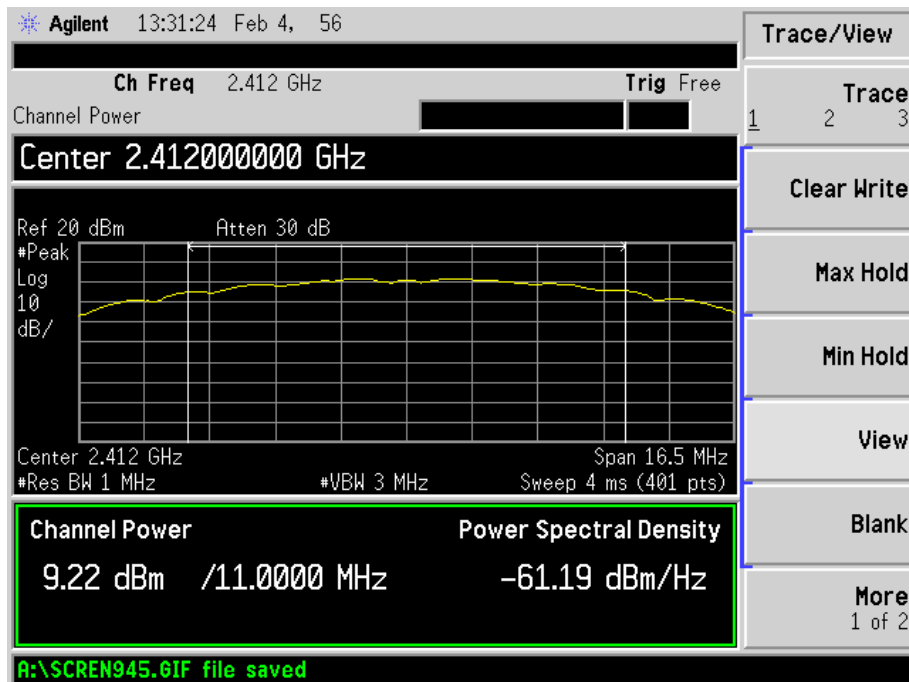 Agilent 13:31:24 Feb 4, 56
Ch Freq 2.412 GHz Trig Free
Channel Power
Center 2.412000000 GHz
Ref 20 dBm Atten 30 dB
#Peak
Log
10
dB/
Center 2.412 GHz Span 16.5 MHz
#Res BW 1 MHz #VBW 3 MHz Sweep 4 ms (401 pts)
Channel Power Power Spectral Density
9.22 dBm /11.0000 MHz -61.19 dBm/Hz
A:\SCREN945.GIF file saved
Trace/View
Trace
1 2 3
Clear Write
Max Hold
Min Hold
View
Blank
More
1 of 2